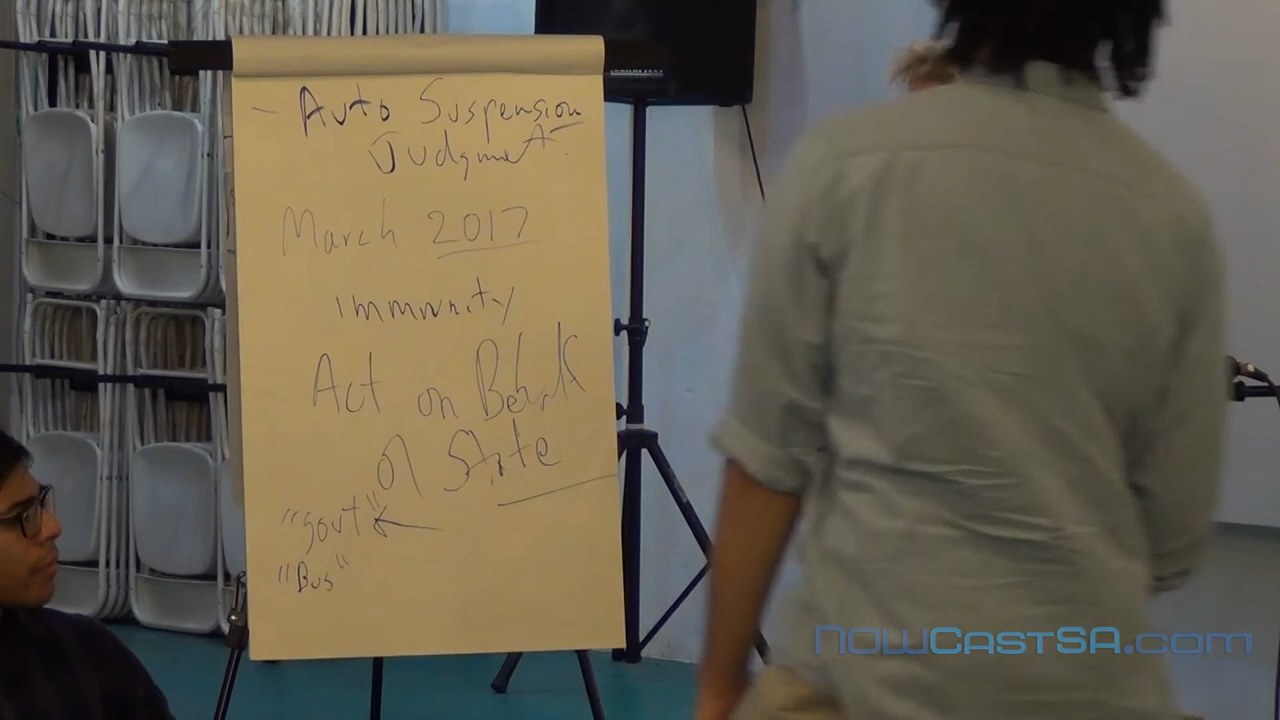 - Auto Suspension
Judgment.
March 2017
immunity
Act on Behalf
of State
"govt"
"Bus"
NowCastSA.com